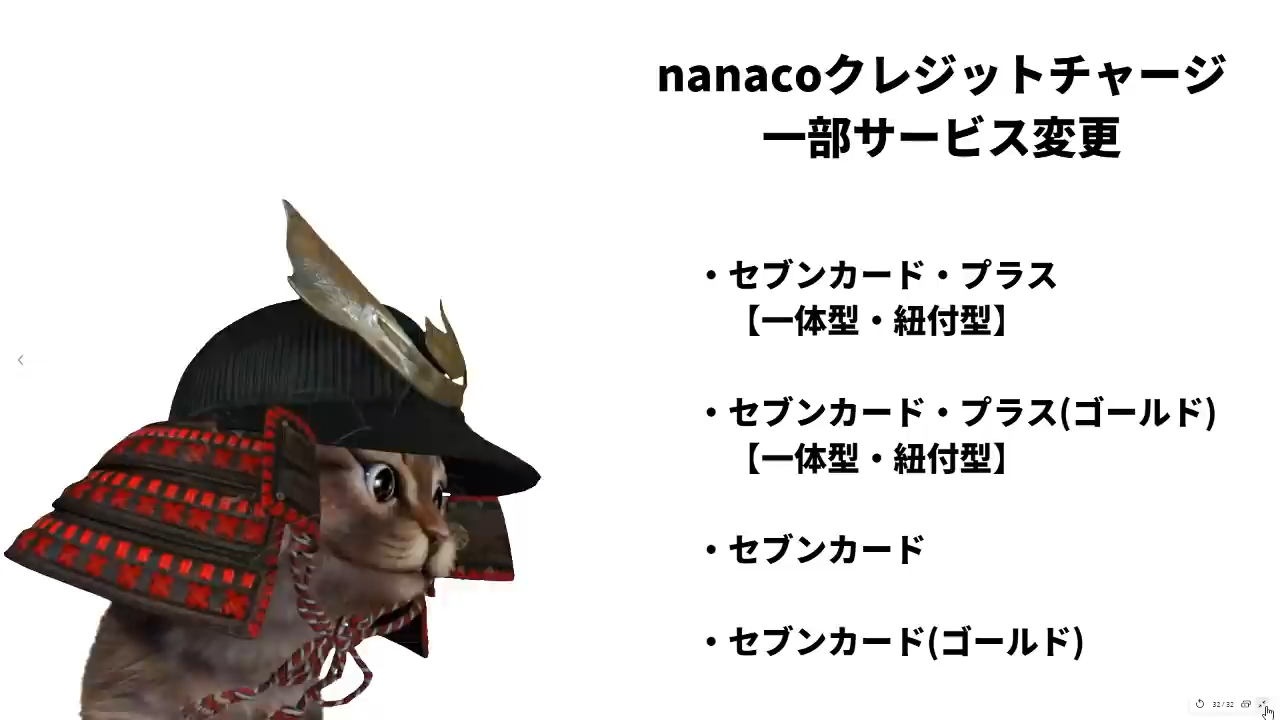 nanacoクレジットチャージ
一部サービス変更
・セブンカード・プラス
【一体型・紐付型】
・セブンカード・プラス(ゴールド)
【一体型・紐付型】
・セブンカード
・セブンカード(ゴールド)
32 / 32